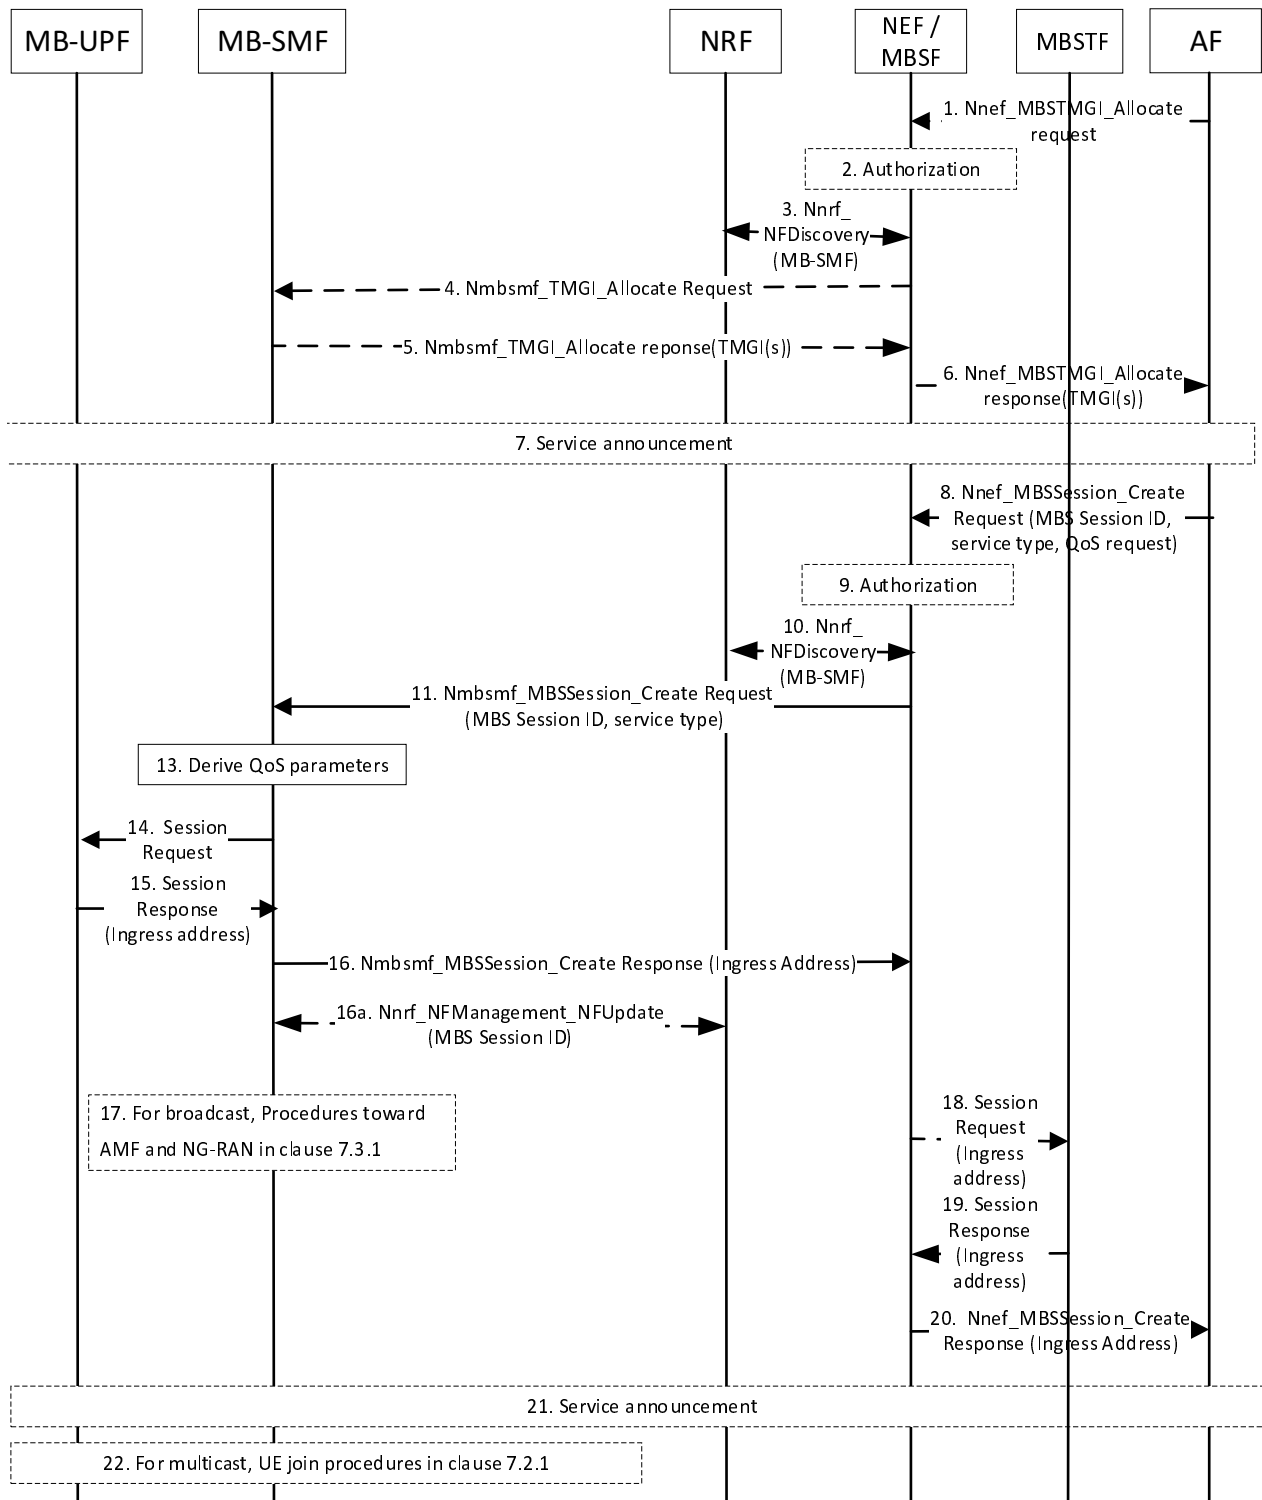 MB-UPF
MB-SMF
NRF
NEF /
MBSF
MBSTF
AF
1. Nnef_MBSTMGI_Allocate
request
2. Authorization
3. Nnrf_
NFDiscovery
(MB-SMF)
4. Nmbsmf_TMGI_Allocate Request
5. Nmbsmf_TMGI_Allocate reponse(TMGI(s))
6. Nnef_MBSTMGI_Allocate
response(TMGI(s))
7. Service announcement
8. Nnef_MBSSession_Create
Request (MBS Session ID,
service type, QoS request)
9. Authorization
10. Nnrf_
NFDiscovery
(MB-SMF)
11. Nmbsmf_MBSSession_Create Request
(MBS Session ID, service type)
13. Derive QoS parameters
14. Session
Request
15. Session
Response
(Ingress address)
16. Nmbsmf_MBSSession_Create Response (Ingress Address)
16a. Nnrf_NFManagement_NFUpdate
(MBS Session ID)
17. For broadcast, Procedures toward
AMF and NG-RAN in clause 7.3.1
18. Session
Request
(Ingress
address)
19. Session
Response
(Ingress
address)
20. Nnef_MBSSession_Create
Response (Ingress Address)
21. Service announcement
22. For multicast, UE join procedures in clause 7.2.1